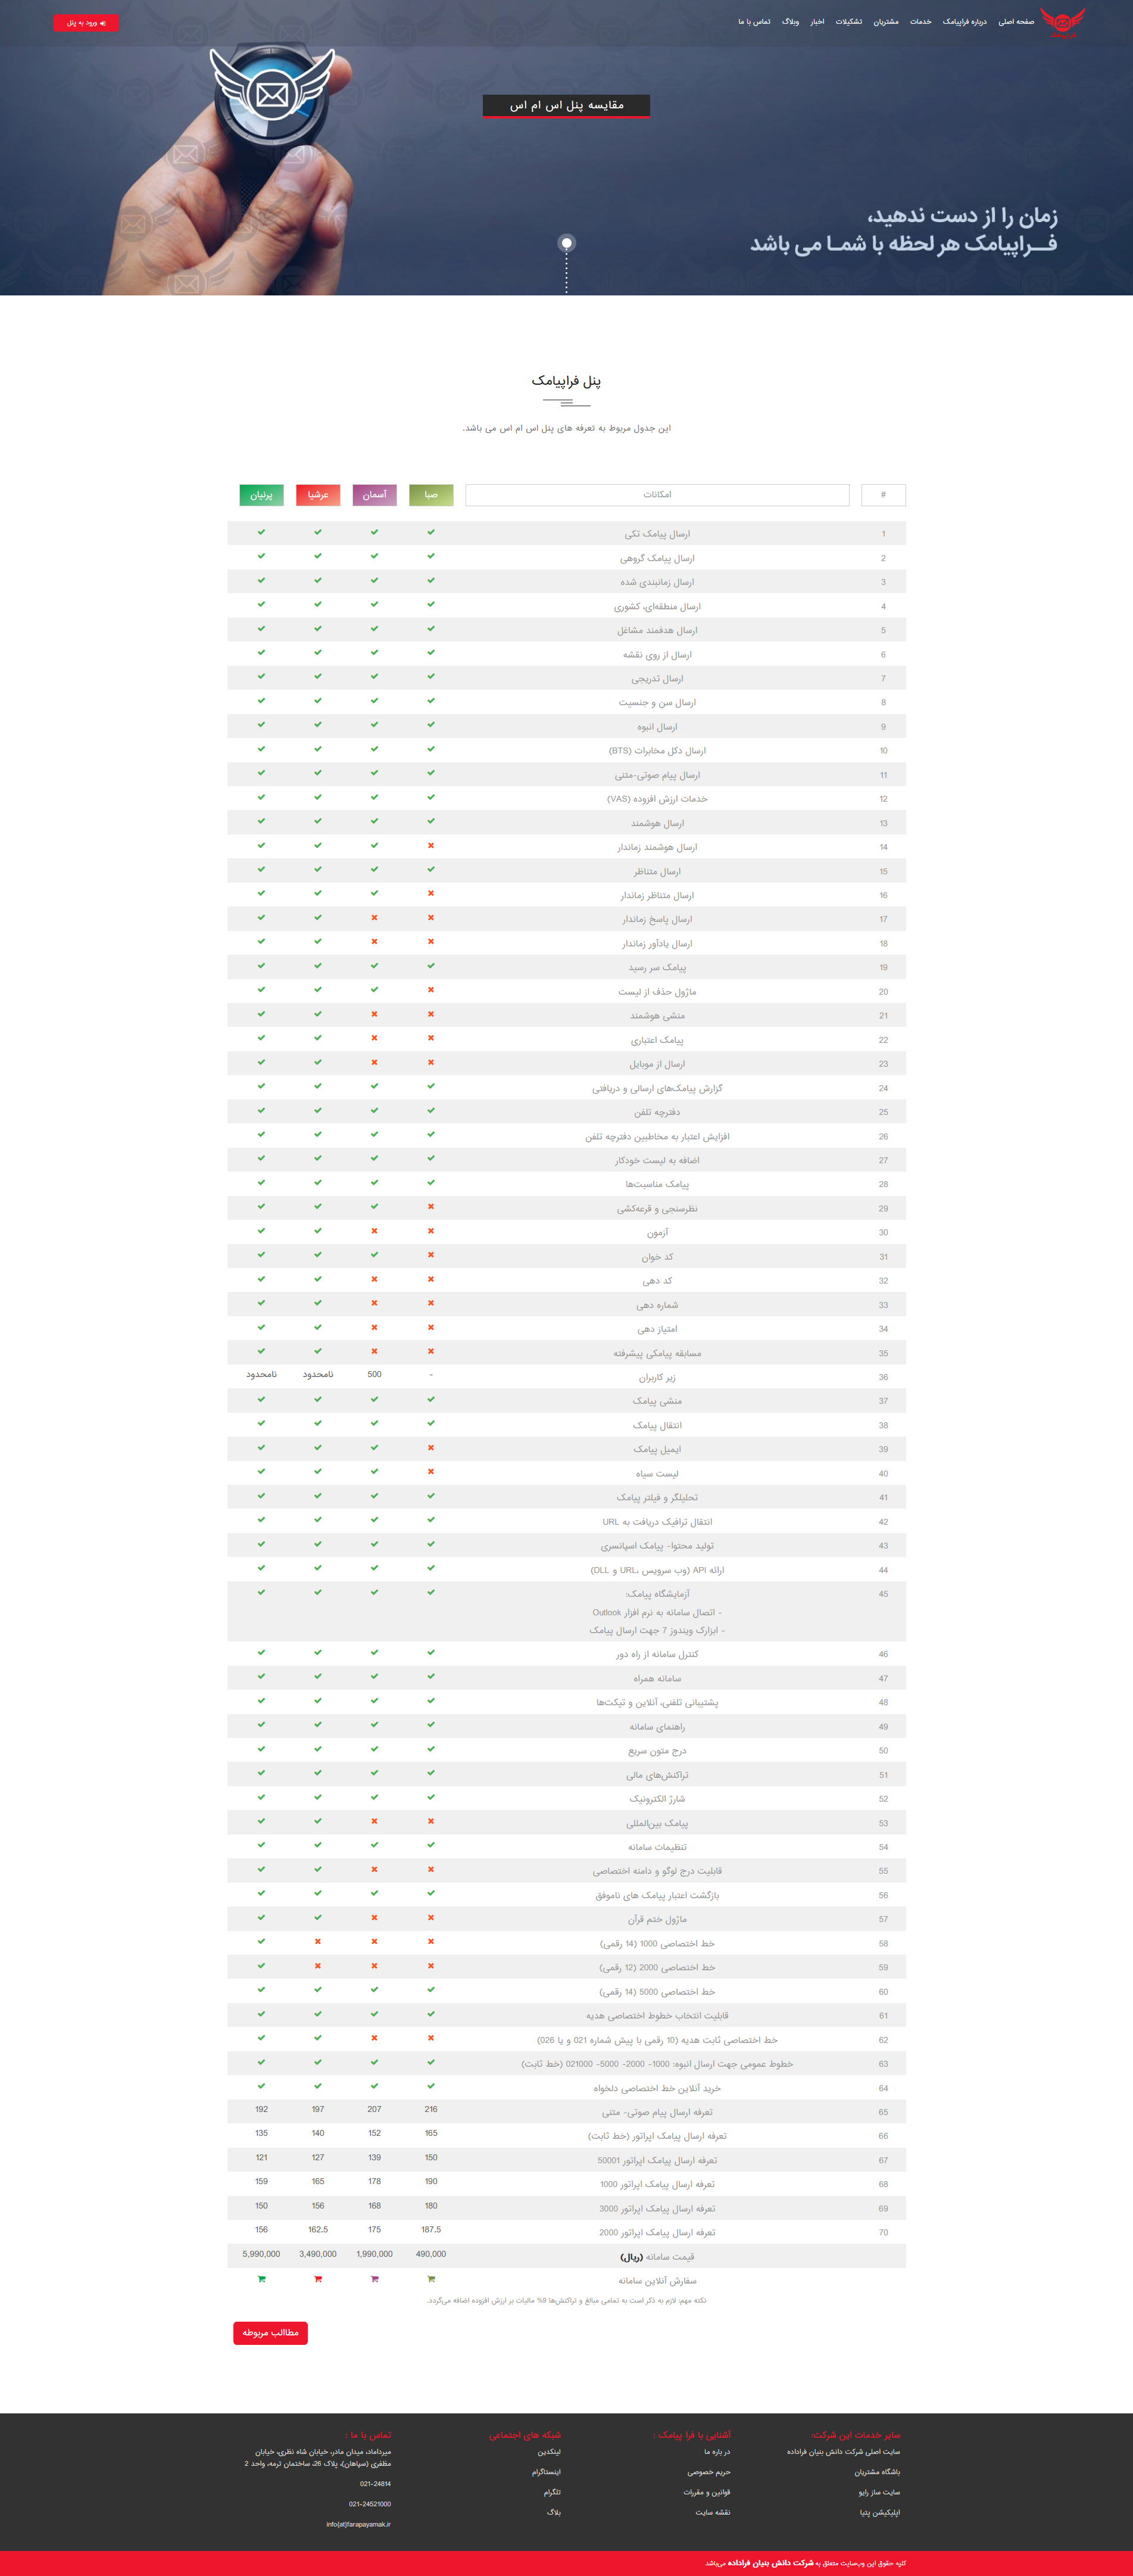 صفحه اصلی درباره فراپیامک خدمات مشتریان تشکیلات اخبار وبلاگ تماس با ما
ورود به پنل
مقایسه پنل اس ام اس
زمان را از دست ندهید،
فــراپیامک هر لحظه با شمـا می باشد
پنل فراپیامک
این جدول مربوط به تعرفه های پنل اس ام اس می باشد.
# امکانات صبا آسمان عرشیا پرنیان
1 ارسال پیامک تکی
2 ارسال پیامک گروهی
3 ارسال زمانبندی شده
4 ارسال منطقه‌ای، کشوری
5 ارسال هدفمند مشاغل
6 ارسال از روی نقشه
7 ارسال تدریجی
8 ارسال سن و جنسیت
9 ارسال انبوه
10 ارسال دکل مخابرات (BTS)
11 ارسال پیام صوتی-متنی
12 خدمات ارزش افزوده (VAS)
13 ارسال هوشمند
14 ارسال هوشمند زماندار
15 ارسال متناظر
16 ارسال متناظر زماندار
17 ارسال پاسخ زماندار
18 ارسال یادآور زماندار
19 پیامک سر رسید
20 ماژول حذف از لیست
21 منشی هوشمند
22 پیامک اعتباری
23 ارسال از موبایل
24 گزارش پیامک‌های ارسالی و دریافتی
25 دفترچه تلفن
26 افزایش اعتبار به مخاطبین دفترچه تلفن
27 اضافه به لیست خودکار
28 پیامک مناسبت‌ها
29 نظرسنجی و قرعه‌کشی
30 آزمون
31 کد خوان
32 کد دهی
33 شماره دهی
34 امتیاز دهی
35 مسابقه پیامکی پیشرفته
36 زیر کاربران - 500 نامحدود نامحدود
37 منشی پیامک
38 انتقال پیامک
39 ایمیل پیامک
40 لیست سیاه
41 تحلیلگر و فیلتر پیامک
42 انتقال ترافیک دریافت به URL
43 تولید محتوا- پیامک اسپانسری
44 ارائه API (وب سرویس ،URL و DLL)
45 آزمایشگاه پیامک:
- اتصال سامانه به نرم افزار Outlook
- ابزارک ویندوز 7 جهت ارسال پیامک
46 کنترل سامانه از راه دور
47 سامانه همراه
48 پشتیبانی تلفنی، آنلاین و تیکت‌ها
49 راهنمای سامانه
50 درج متون سریع
51 تراکنش‌های مالی
52 شارژ الکترونیک
53 پیامک بین‌المللی
54 تنظیمات سامانه
55 قابلیت درج لوگو و دامنه اختصاصی
56 بازگشت اعتبار پیامک های ناموفق
57 ماژول ختم قرآن
58 خط اختصاصی 1000 (14 رقمی)
59 خط اختصاصی 2000 (12 رقمی)
60 خط اختصاصی 5000 (14 رقمی)
61 قابلیت انتخاب خطوط اختصاصی هدیه
62 خط اختصاصی ثابت هدیه (10 رقمی با پیش شماره 021 و یا 026)
63 خطوط عمومی جهت ارسال انبوه: 1000- 2000- 5000- 021000 (خط ثابت)
64 خرید آنلاین خط اختصاصی دلخواه
65 تعرفه ارسال پیام صوتی- متنی 216 207 197 192
66 تعرفه ارسال پیامک اپراتور (خط ثابت) 165 152 140 135
67 تعرفه ارسال پیامک اپراتور 50001 150 139 127 121
68 تعرفه ارسال پیامک اپراتور 1000 190 178 165 159
69 تعرفه ارسال پیامک اپراتور 3000 180 168 156 150
70 تعرفه ارسال پیامک اپراتور 2000 187.5 175 162.5 156
قیمت سامانه (ریال) 490,000 1,990,000 3,490,000 5,990,000
سفارش آنلاین سامانه
نکته مهم: لازم به ذکر است به تمامی مبالغ و تراکنش‌ها 9% مالیات بر ارزش افزوده اضافه می‌گردد.
مطاللب مربوطه
سایر خدمات این شرکت:
سایت اصلی شرکت دانش بنیان فراداده
باشگاه مشتریان
سایت ساز رایو
اپلیکیشن پتیا
آشنایی با فرا پیامک :
در باره ما
حریم خصوصی
قوانین و مقررات
نقشه سایت
شبکه های اجتماعی
لینکدین
اینستاگرام
تلگرام
بلاگ
تماس با ما :
میرداماد، میدان مادر، خیابان شاه نظری، خیابان
مظفری (سپاهان)، پلاک 26، ساختمان ترمه، واحد 2
021-24814
021-24521000
info[at]farapayamak.ir
کلیه حقوق این وب‌سایت متعلق به شرکت دانش بنیان فراداده می‌باشد